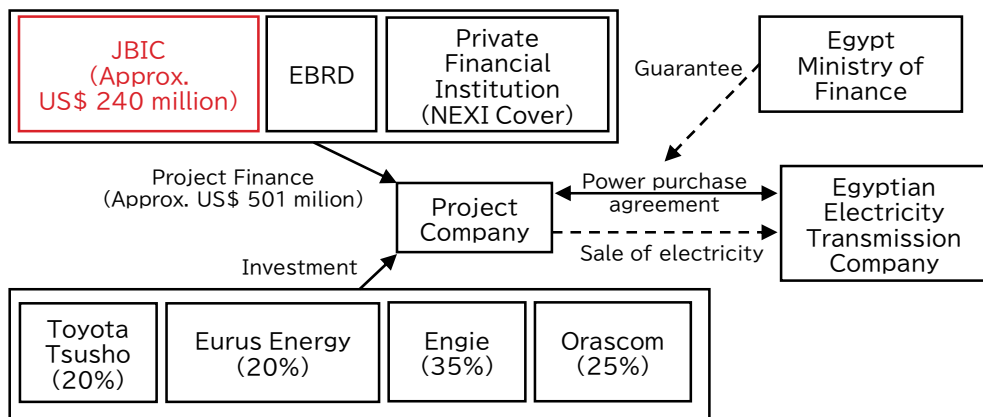 JBIC
(Approx.
US$ 240 million)
EBRD
Private
Financial
Institution
(NEXI Cover)
Guarantee
Egypt
Ministry of
Finance
Project Finance
(Approx. US$ 501 milion)
Project
Company
Power purchase
agreement
Sale of electricity
Egyptian
Electricity
Transmission
Company
Investment
Toyota
Tsusho
(20%)
Eurus Energy
(20%)
Engie
(35%)
Orascom
(25%)